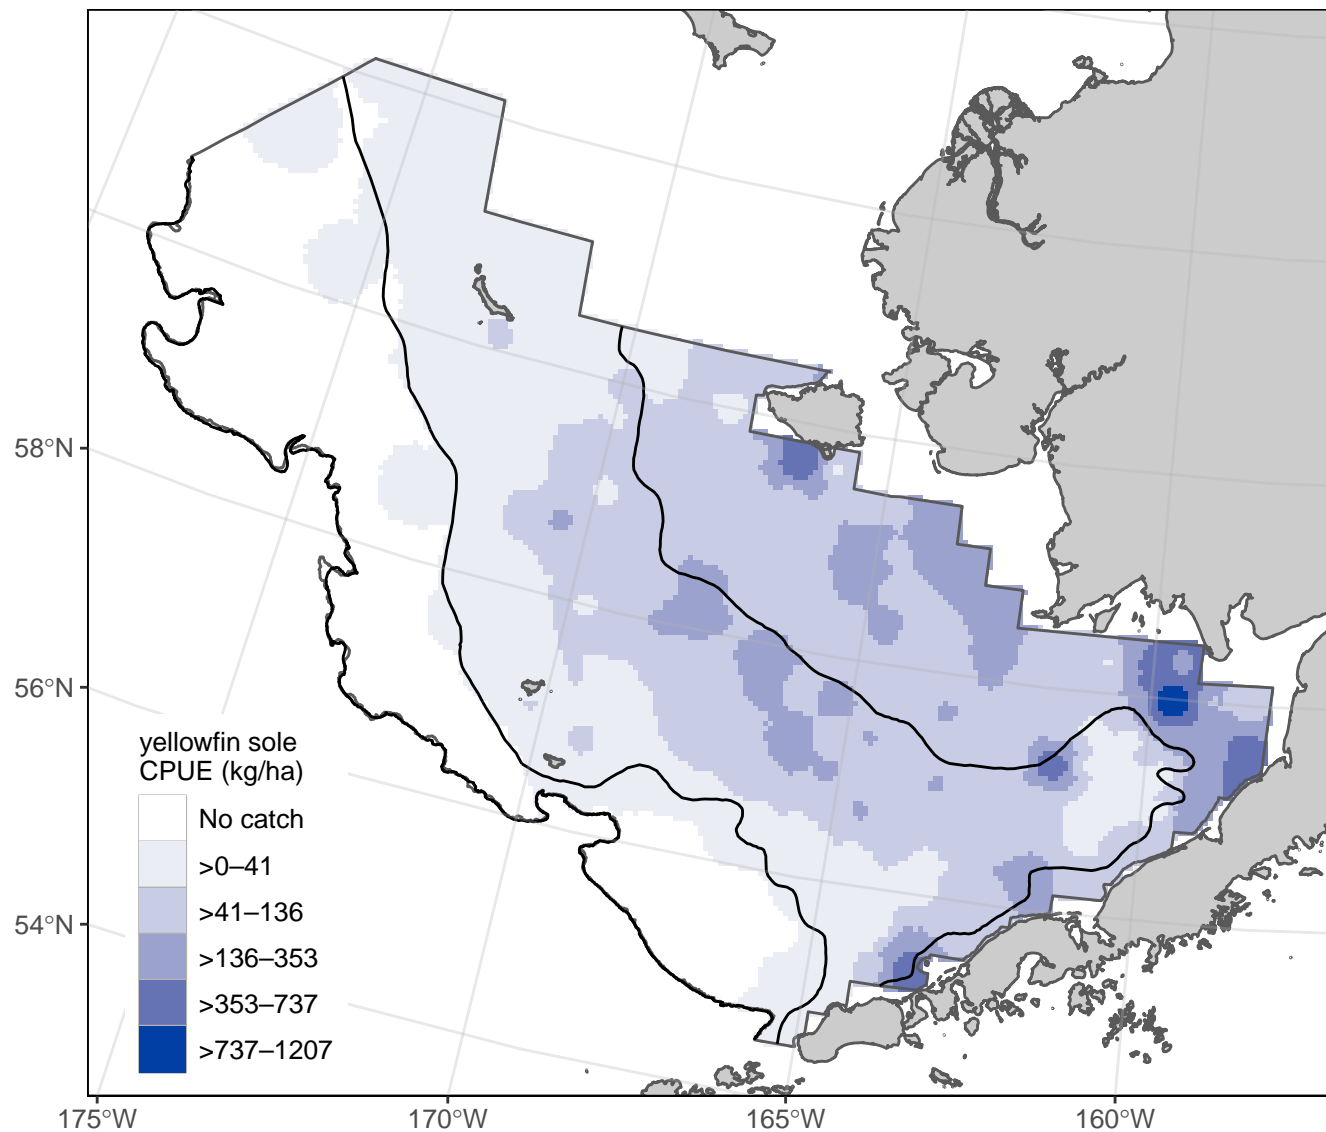 58°N
56°N
54°N
yellowfin sole
CPUE (kg/ha)
No catch
>0–41
>41–136
>136–353
>353–737
>737–1207
175°W
170°W
165°W
160°W